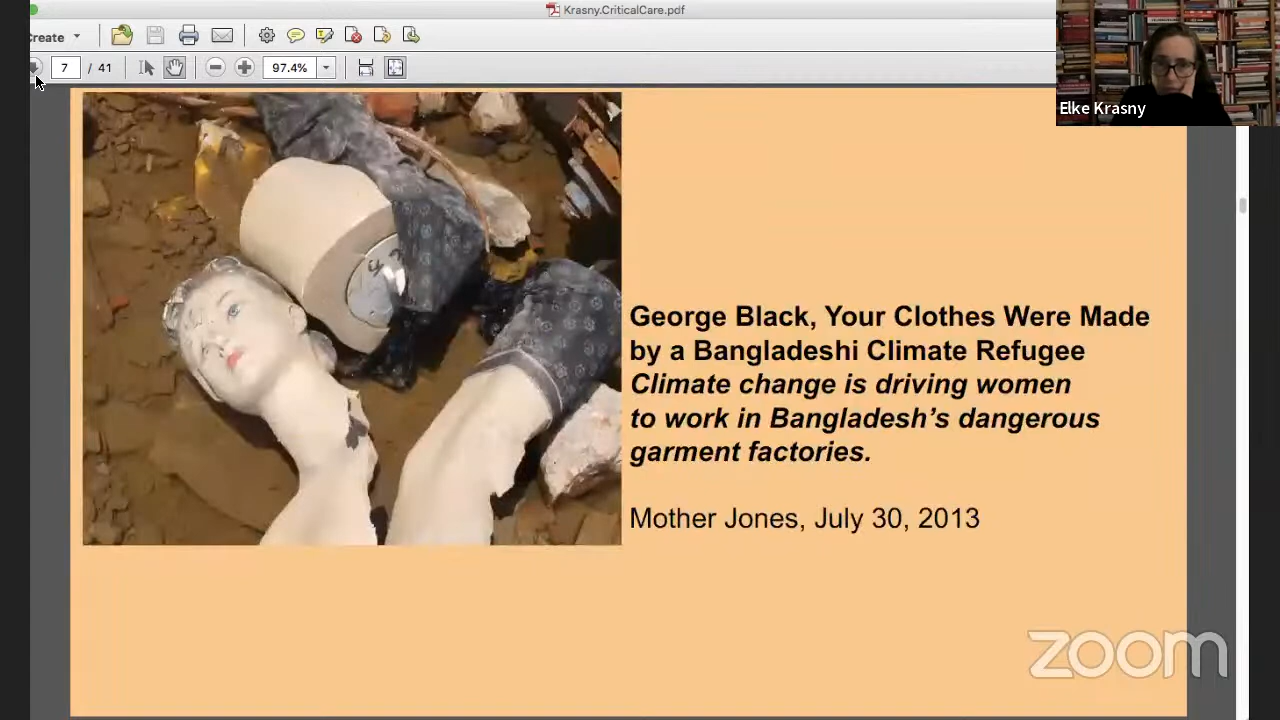 Krasny.CriticalCare.pdf
Create
7 / 41
97.4%
Elke Krasny
George Black, Your Clothes Were Made
by a Bangladeshi Climate Refugee
Climate change is driving women
to work in Bangladesh’s dangerous
garment factories.
Mother Jones, July 30, 2013
zoom